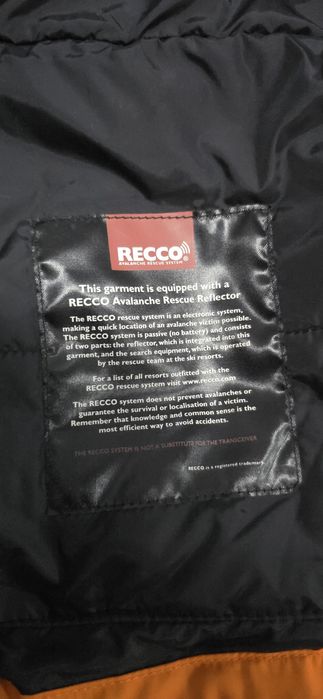 RECCO
AVALANCHE RESCUE SYSTEM ®
This garment is equipped with a
RECCO Avalanche Rescue Reflector
The RECCO rescue system is an electronic system,
making a quick location of an avalanche victim possible.
The RECCO system is passive (no battery) and consists
of two parts: the reflector, which is integrated into this
garment, and the search equipment, which is operated
by the rescue team at the ski resorts.
For a list of all resorts outfitted with the
RECCO rescue system visit www.recco.com
The RECCO system does not prevent avalanches or
guarantee the survival or localisation of a victim.
Remember that knowledge and common sense is the
most efficient way to avoid accidents.
THE RECCO SYSTEM IS NOT A SUBSTITUTE FOR THE TRANSCEIVER
RECCO is a registered trademark.